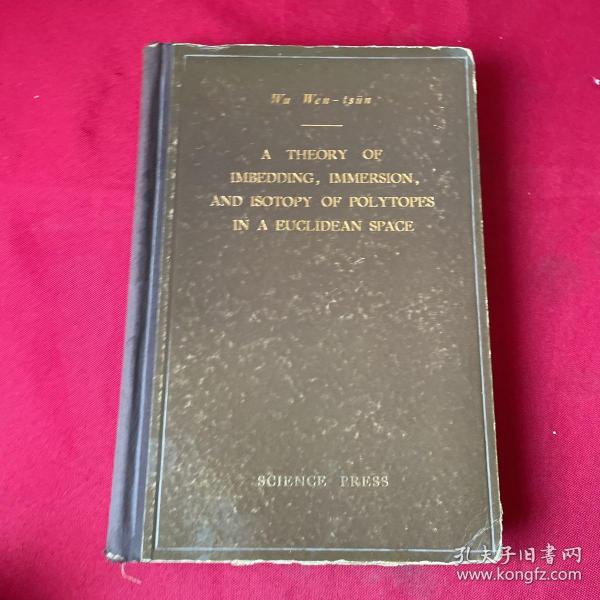 Wu Wen-tsün
A THEORY OF
IMBEDDING, IMMERSION,
AND ISOTOPY OF POLYTOPES
IN A EUCLIDEAN SPACE
SCIENCE PRESS
孔夫子旧书网
www.kongfz.com